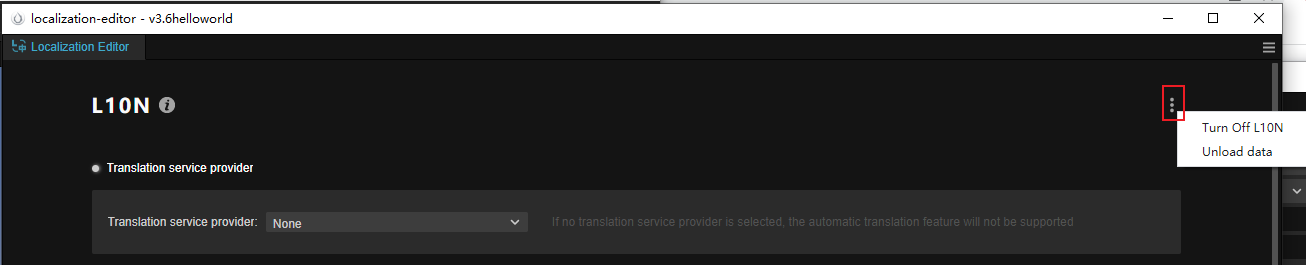 localization-editor - v3.6helloworld
Localization Editor
L10N
Turn Off L10N
Unload data
Translation service provider
Translation service provider: None If no translation service provider is selected, the automatic translation feature will not be supported